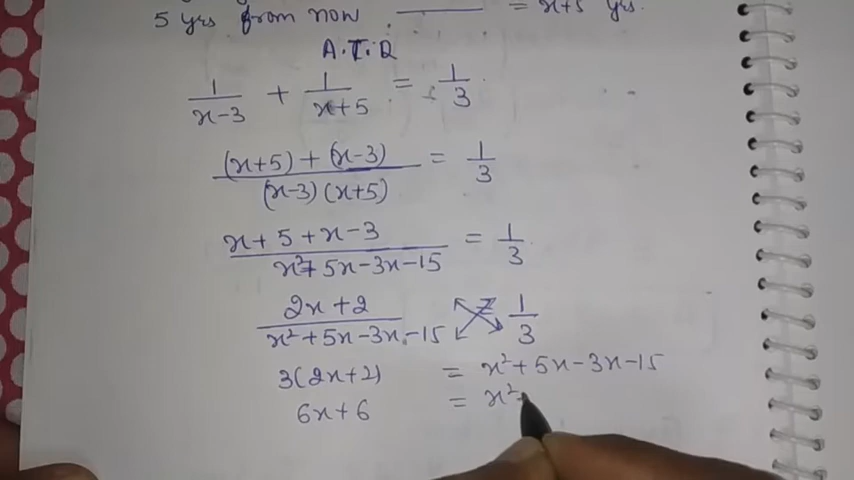 5 yrs from now = x+5 yrs.
A.T.Q
1/(x-3) + 1/(x+5) = 1/3
((x+5) + (x-3))/((x-3)(x+5)) = 1/3
(x+5+x-3)/(x²+5x-3x-15) = 1/3
(2x+2)/(x²+5x-3x-15) = 1/3
3(2x+2) = x²+5x-3x-15
6x+6 = x²